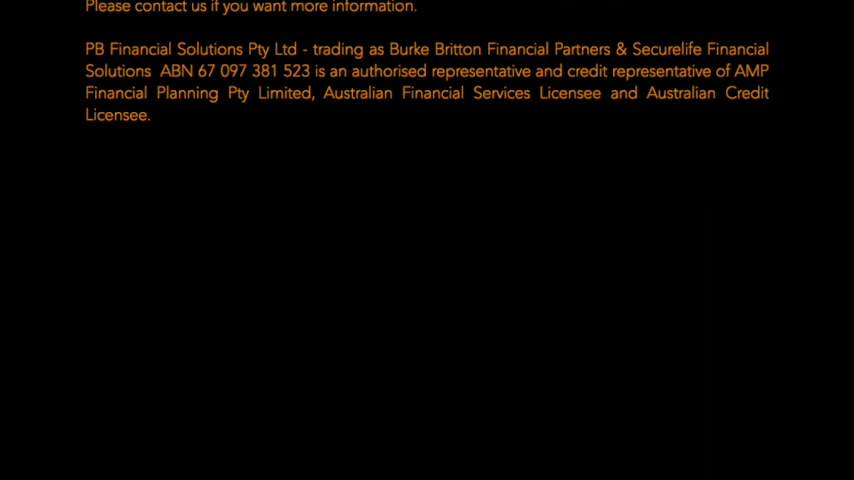 Please contact us if you want more information.
PB Financial Solutions Pty Ltd - trading as Burke Britton Financial Partners & Securelife Financial
Solutions ABN 67 097 381 523 is an authorised representative and credit representative of AMP
Financial Planning Pty Limited, Australian Financial Services Licensee and Australian Credit
Licensee.